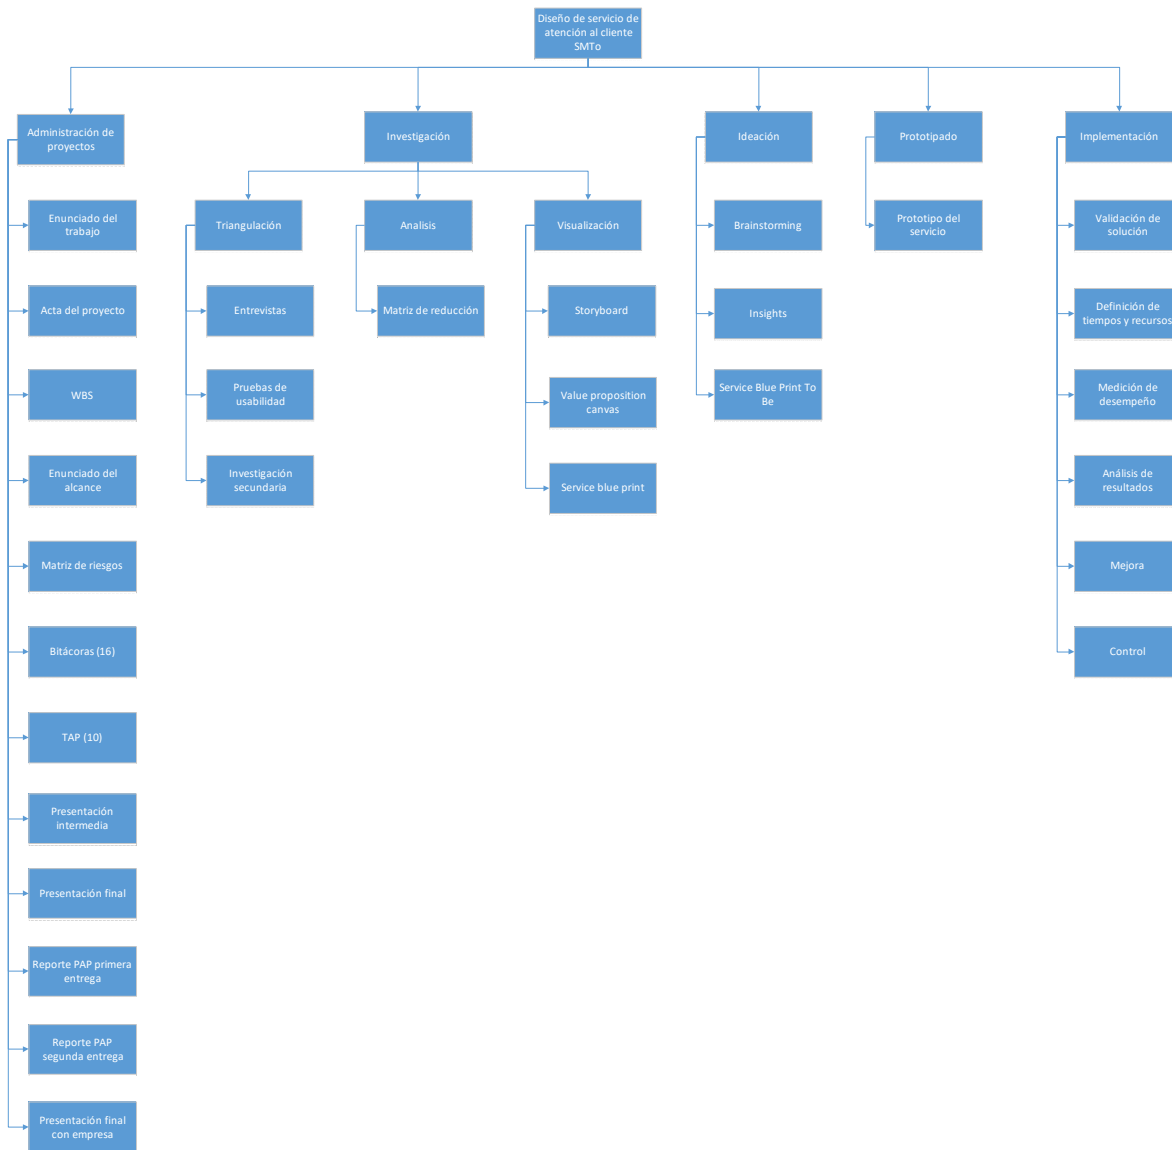 Diseño de servicio de
atención al cliente
SMTo
Administración de
proyectos
Investigación
Ideación
Prototipado
Implementación
Enunciado del
trabajo
Triangulación
Analisis
Visualización
Brainstorming
Prototipo del
servicio
Validación de
solución
Acta del proyecto
Entrevistas
Matriz de reducción
Storyboard
Insights
Definición de
tiempos y recursos
WBS
Pruebas de
usabilidad
Value proposition
canvas
Service Blue Print To
Be
Medición de
desempeño
Enunciado del
alcance
Investigación
secundaria
Service blue print
Análisis de
resultados
Matriz de riesgos
Mejora
Bitácoras (16)
Control
TAP (10)
Presentación
intermedia
Presentación final
Reporte PAP primera
entrega
Reporte PAP
segunda entrega
Presentación final
con empresa